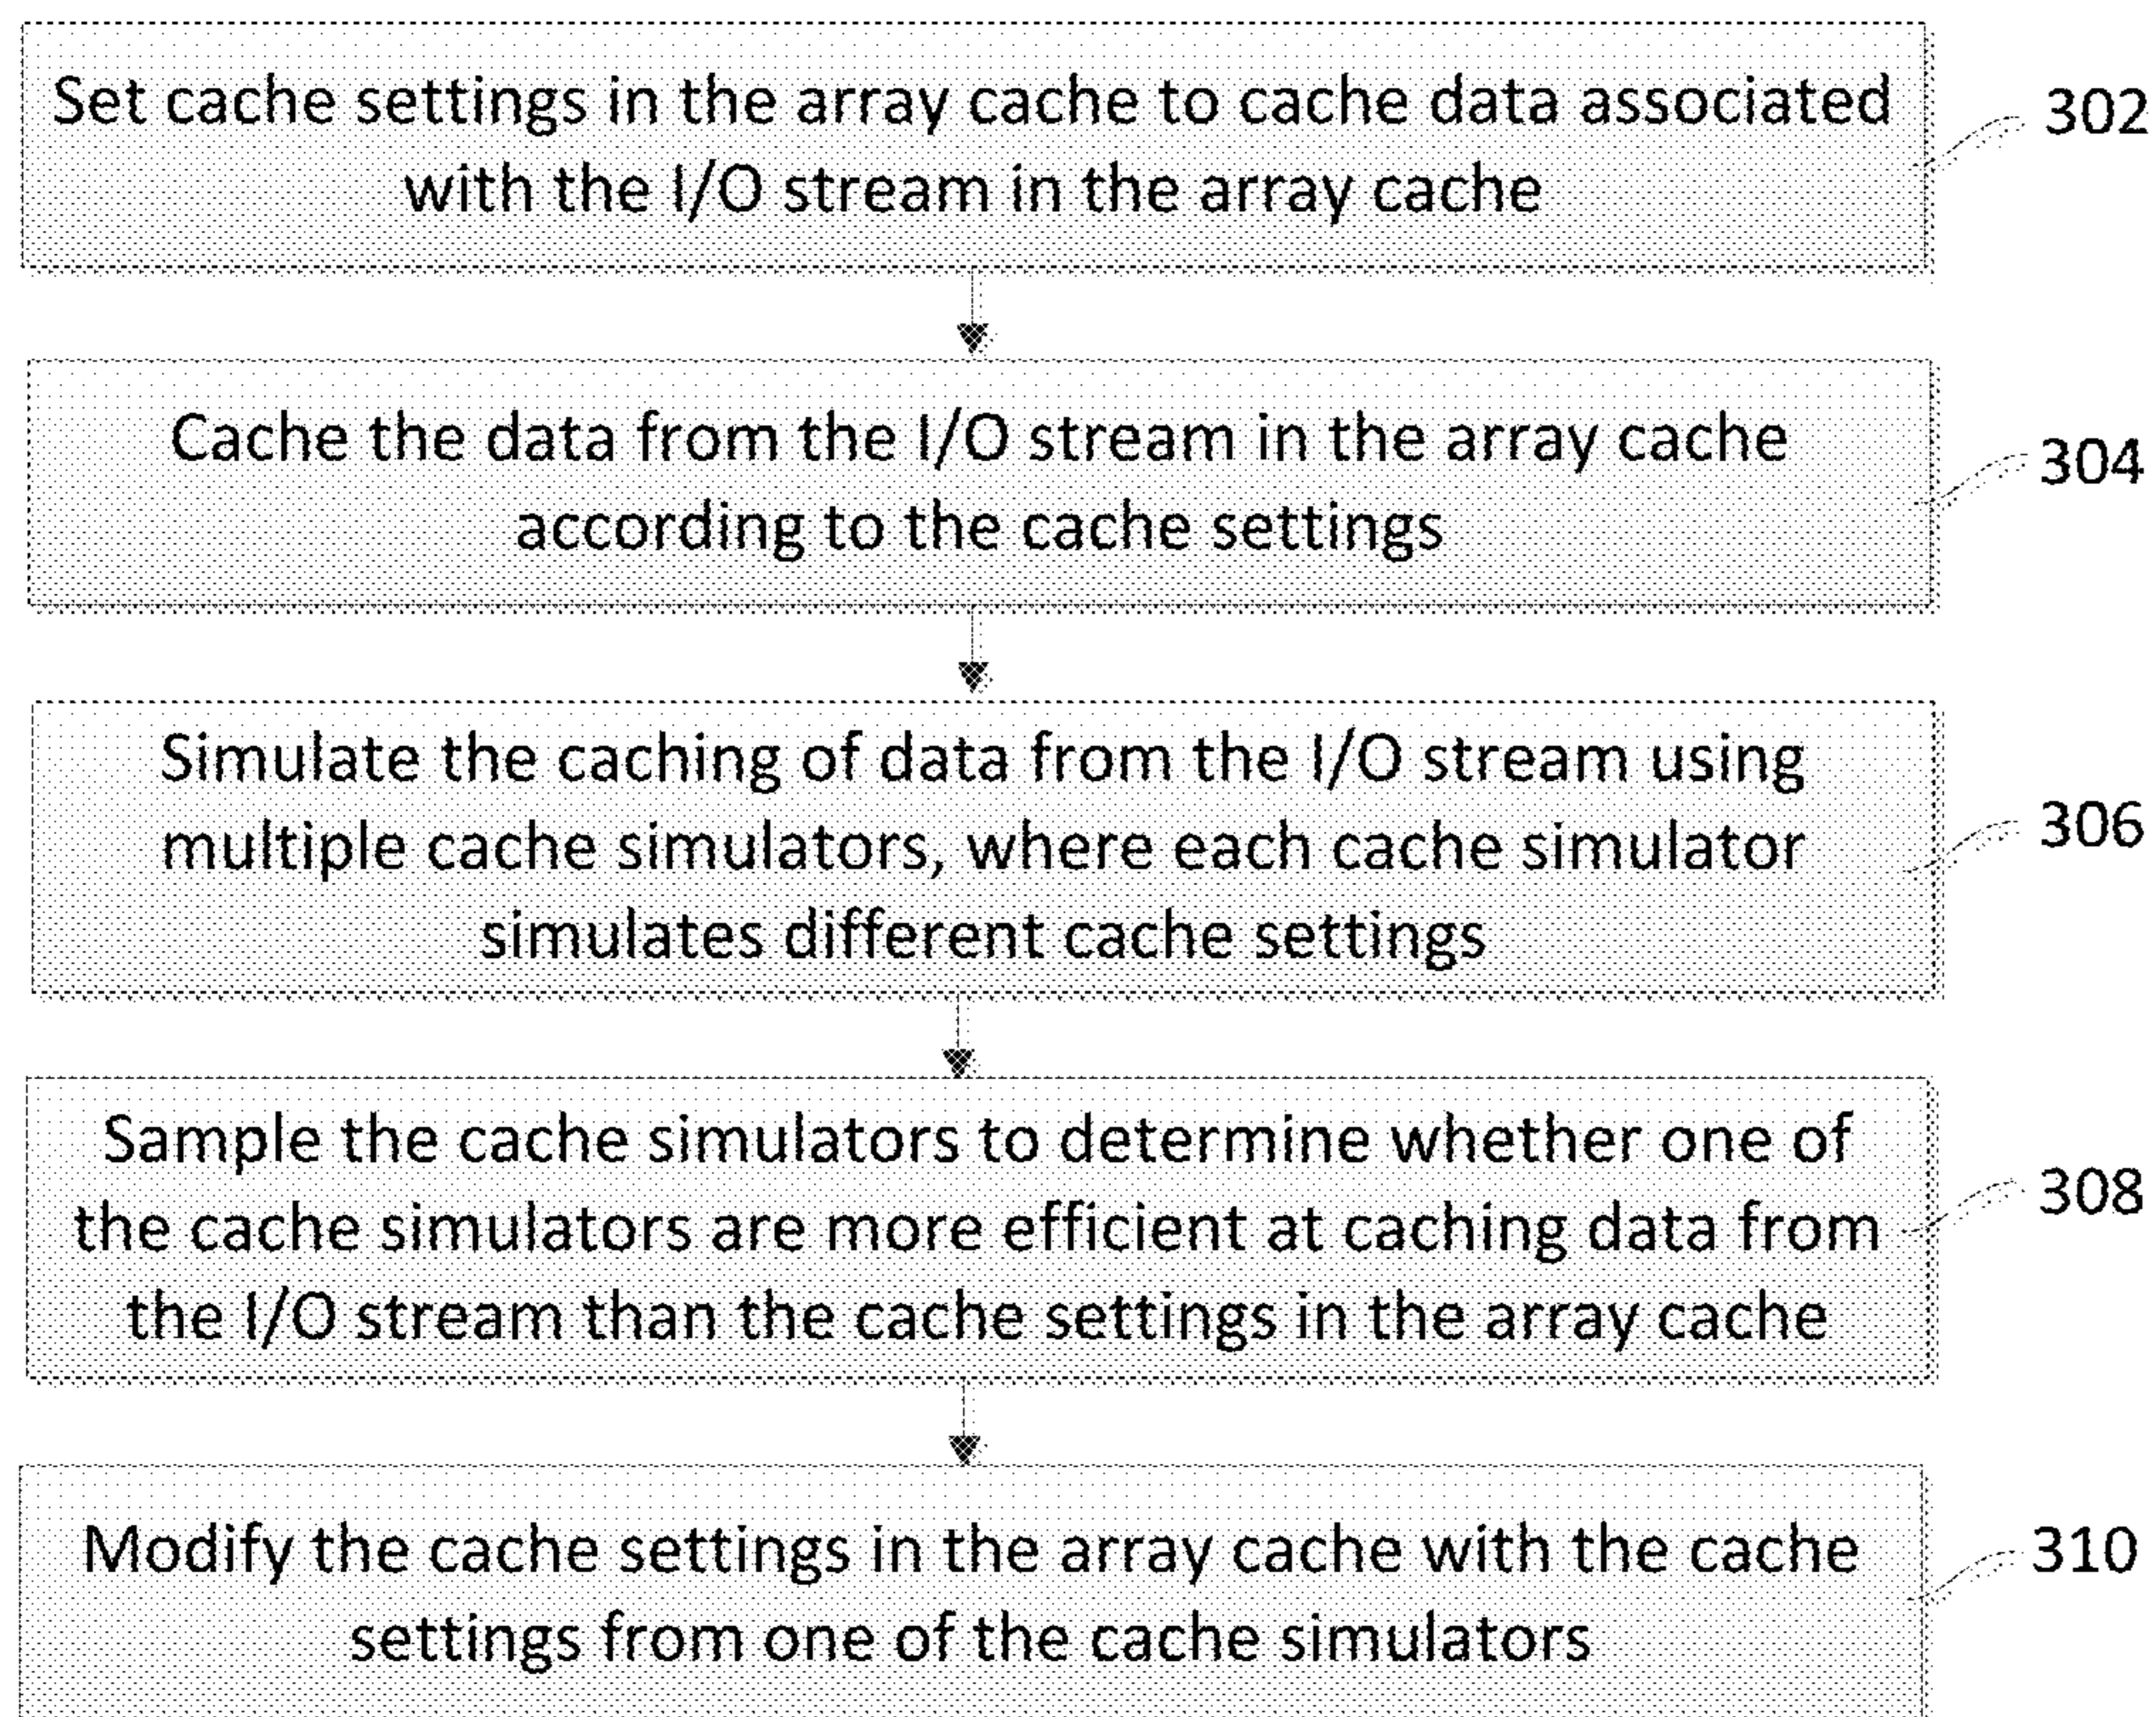 Set cache settings in the array cache to cache data associated
with the I/O stream in the array cache
302
Cache the data from the I/O stream in the array cache
according to the cache settings
304
Simulate the caching of data from the I/O stream using
multiple cache simulators, where each cache simulator
simulates different cache settings
306
Sample the cache simulators to determine whether one of
the cache simulators are more efficient at caching data from
the I/O stream than the cache settings in the array cache
308
Modify the cache settings in the array cache with the cache
settings from one of the cache simulators
310